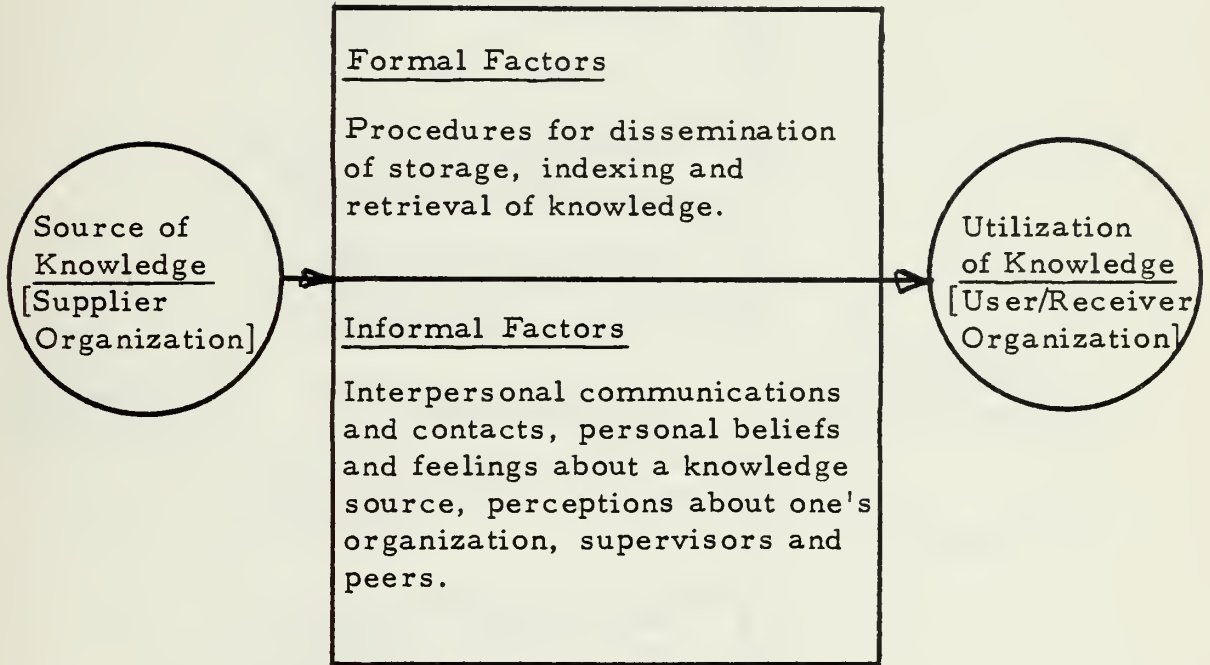 Source of
Knowledge
[Supplier
Organization]
Formal Factors
Procedures for dissemination
of storage, indexing and
retrieval of knowledge.
Informal Factors
Interpersonal communications
and contacts, personal beliefs
and feelings about a knowledge
source, perceptions about one's
organization, supervisors and
peers.
Utilization
of Knowledge
[User/Receiver
Organization]